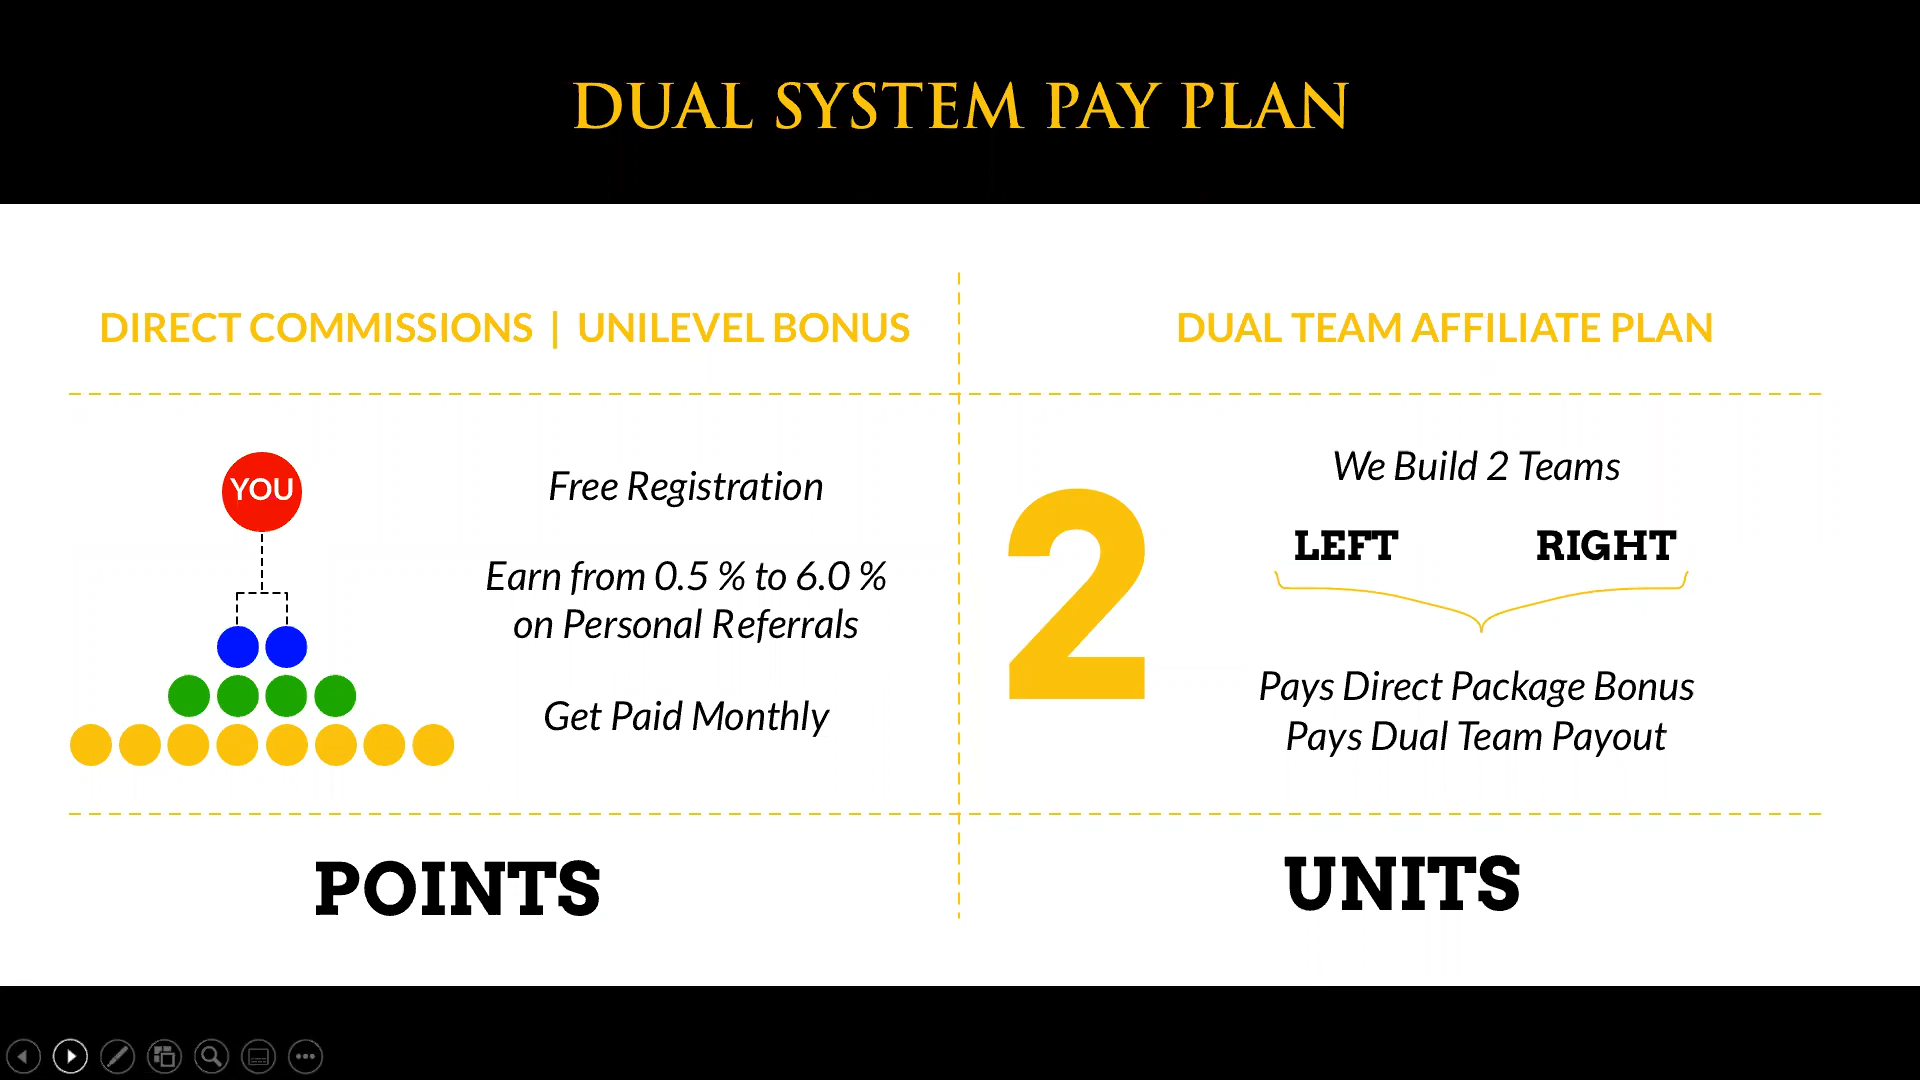 DUAL SYSTEM PAY PLAN
DIRECT COMMISSIONS | UNILEVEL BONUS
YOU
Free Registration
Earn from 0.5 % to 6.0 %
on Personal Referrals
Get Paid Monthly
POINTS
DUAL TEAM AFFILIATE PLAN
2
We Build 2 Teams
LEFT RIGHT
Pays Direct Package Bonus
Pays Dual Team Payout
UNITS